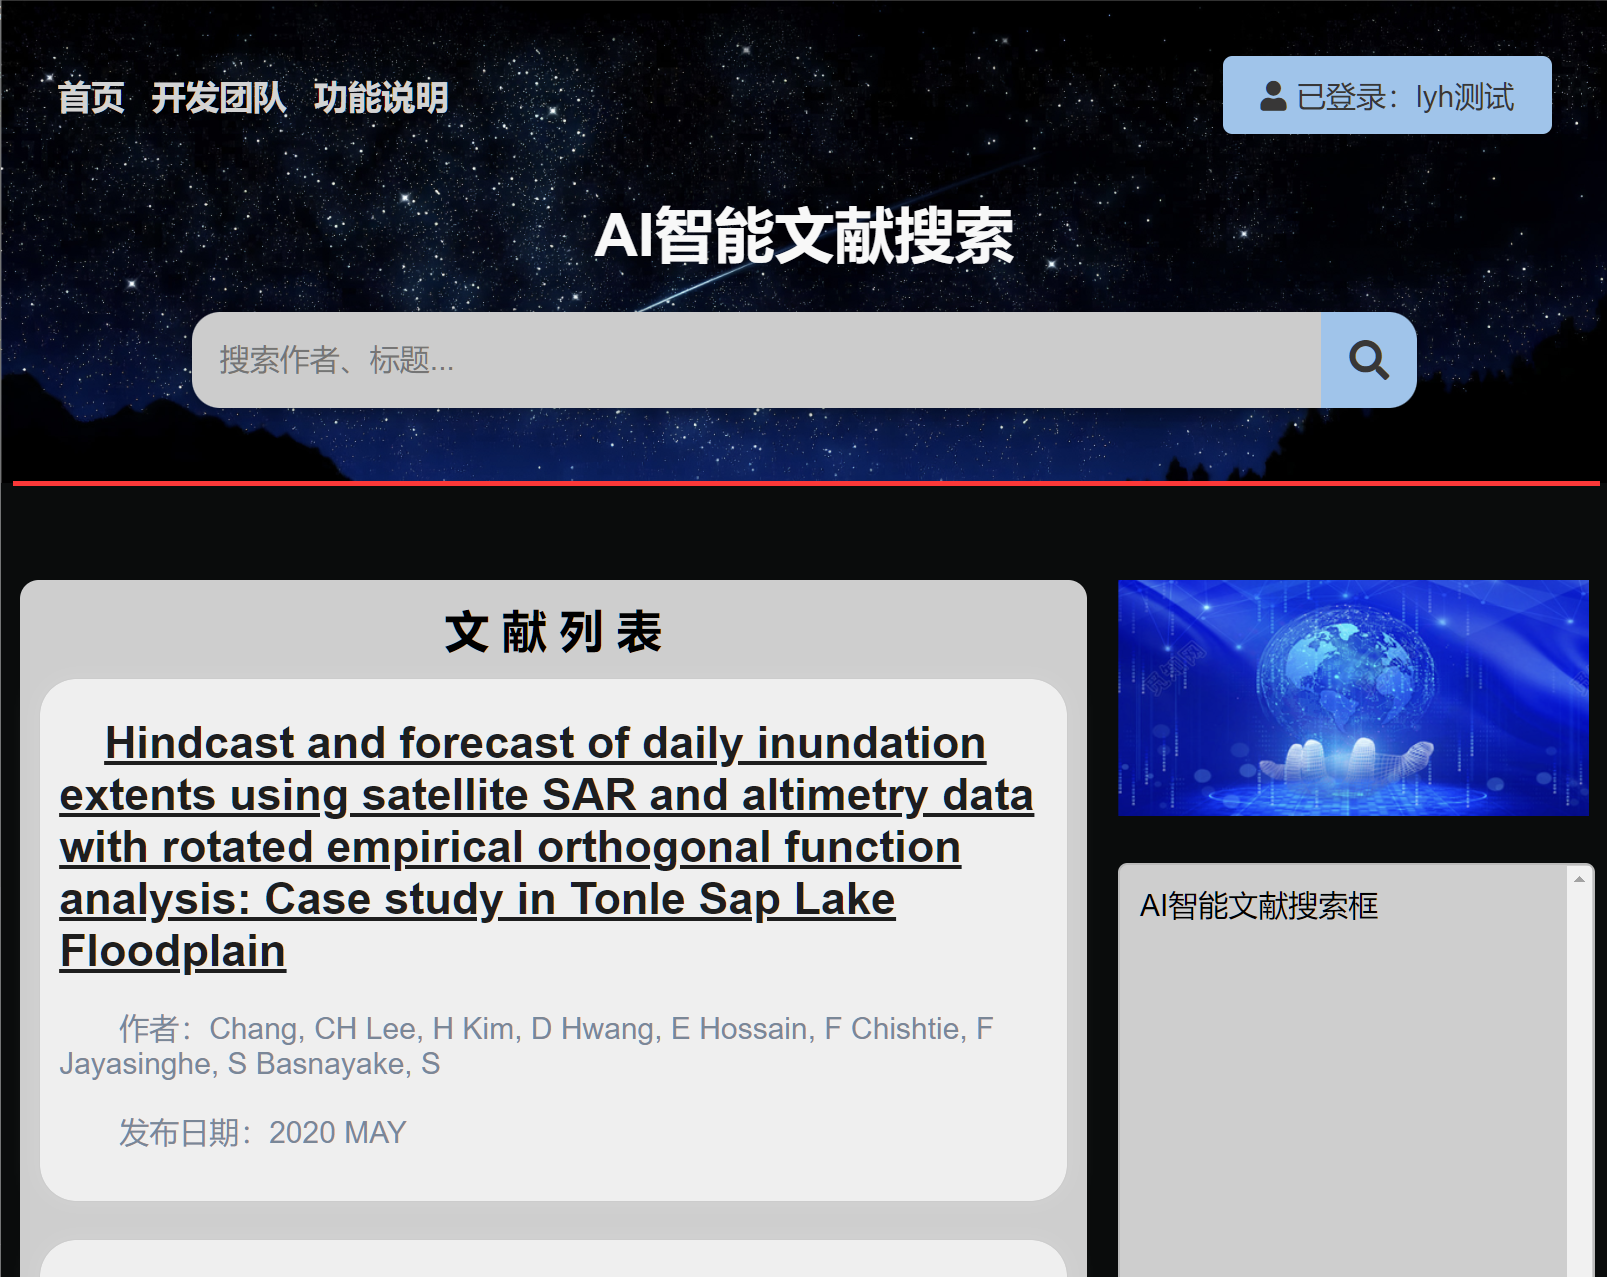 首页 开发团队 功能说明
已登录：lyh测试
AI智能文献搜索
搜索作者、标题...
文献列表
Hindcast and forecast of daily inundation
extents using satellite SAR and altimetry data
with rotated empirical orthogonal function
analysis: Case study in Tonle Sap Lake
Floodplain
作者：Chang, CH Lee, H Kim, D Hwang, E Hossain, F Chishtie, F
Jayasinghe, S Basnayake, S
发布日期：2020 MAY
觅知网
AI智能文献搜索框